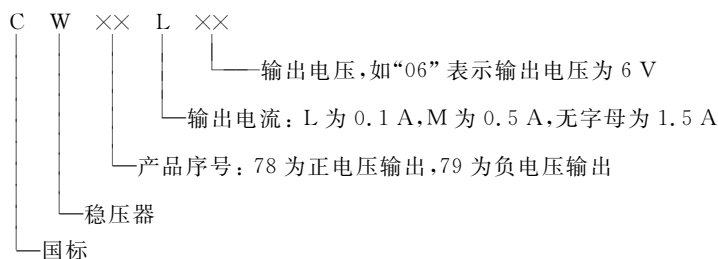 C W ×× L ××
输出电压,如“06”表示输出电压为 6 V
输出电流: L 为 0.1 A,M 为 0.5 A,无字母为 1.5 A
产品序号: 78 为正电压输出,79 为负电压输出
稳压器
国标